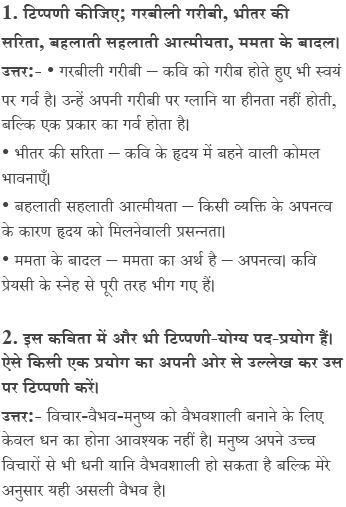 1. टिप्पणी कीजिए; गरबीली गरीबी, भीतर की
सरिता, बहलाती सहलाती आत्मीयता, ममता के बादल।
उत्तर:- • गरबीली गरीबी – कवि को गरीब होते हुए भी स्वयं
पर गर्व है। उन्हें अपनी गरीबी पर ग्लानि या हीनता नहीं होती,
बल्कि एक प्रकार का गर्व होता है।
• भीतर की सरिता – कवि के हृदय में बहने वाली कोमल
भावनाएँ।
• बहलाती सहलाती आत्मीयता – किसी व्यक्ति के अपनत्व
के कारण हृदय को मिलनेवाली प्रसन्नता।
• ममता के बादल – ममता का अर्थ है – अपनत्व। कवि
प्रेयसी के स्नेह से पूरी तरह भीग गए हैं।
2. इस कविता में और भी टिप्पणी-योग्य पद-प्रयोग हैं।
ऐसे किसी एक प्रयोग का अपनी ओर से उल्लेख कर उस
पर टिप्पणी करें।
उत्तर:- विचार-वैभव-मनुष्य को वैभवशाली बनाने के लिए
केवल धन का होना आवश्यक नहीं है। मनुष्य अपने उच्च
विचारों से भी धनी यानि वैभवशाली हो सकता है बल्कि मेरे
अनुसार यही असली वैभव है।